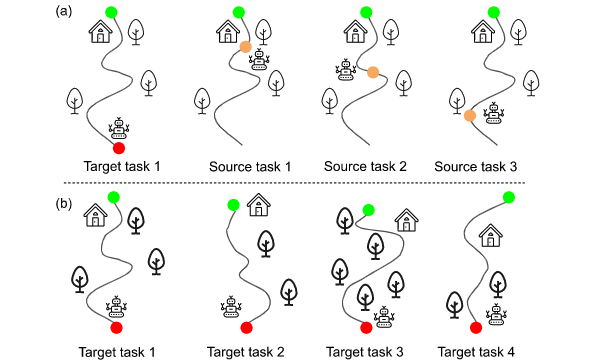 (a)
Target task 1 Source task 1 Source task 2 Source task 3
(b)
Target task 1 Target task 2 Target task 3 Target task 4